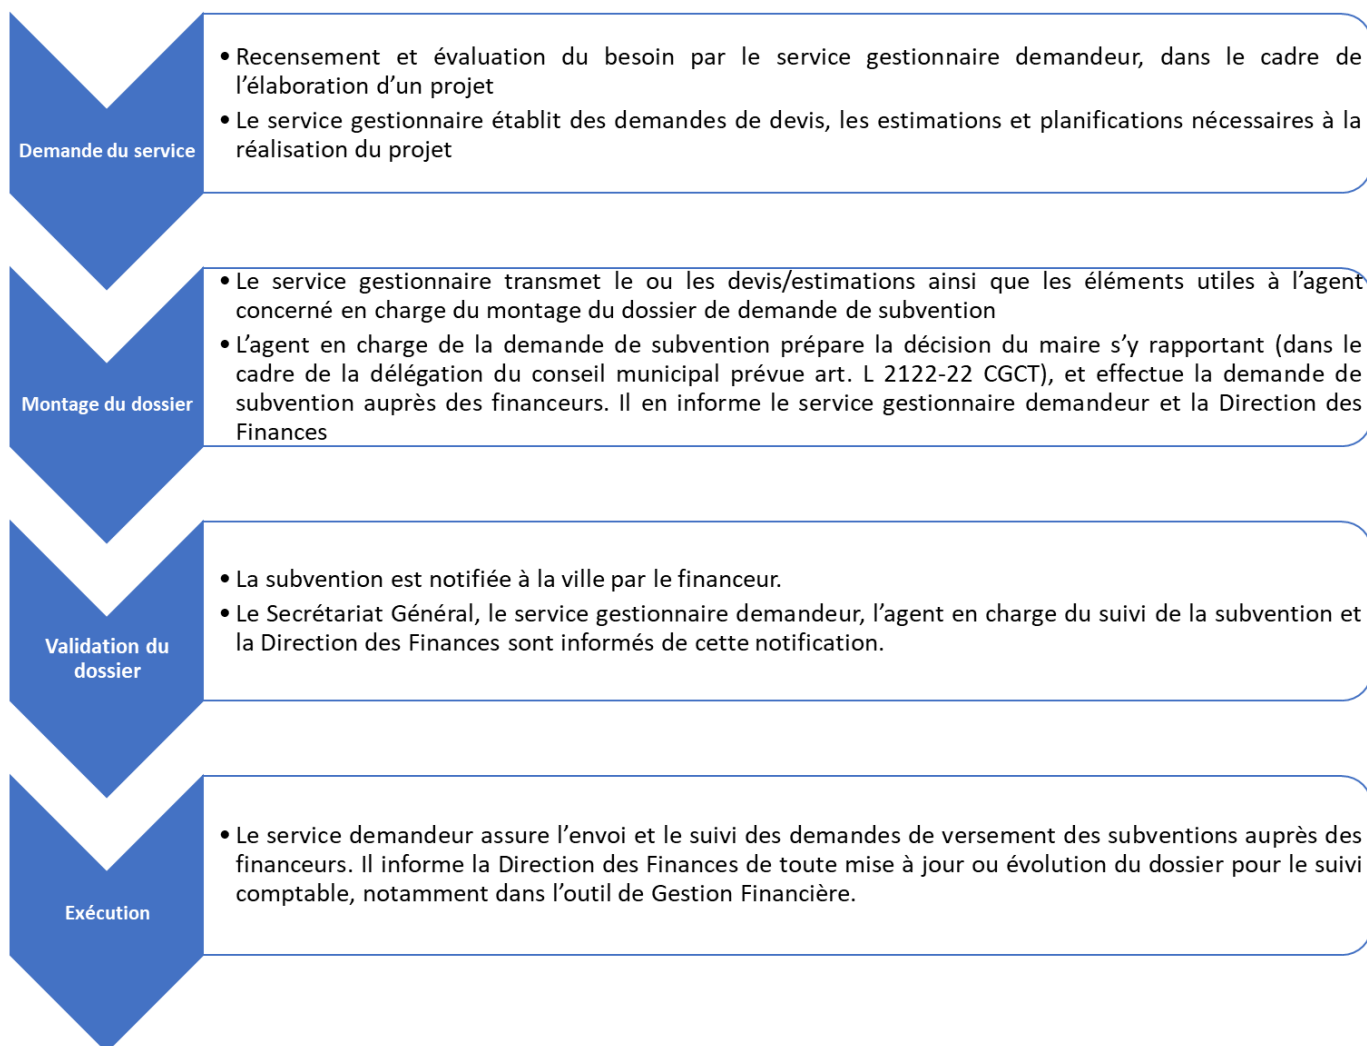 Demande du service
• Recensement et évaluation du besoin par le service gestionnaire demandeur, dans le cadre de
l’élaboration d’un projet
• Le service gestionnaire établit des demandes de devis, les estimations et planifications nécessaires à la
réalisation du projet
Montage du dossier
• Le service gestionnaire transmet le ou les devis/estimations ainsi que les éléments utiles à l’agent
concerné en charge du montage du dossier de demande de subvention
• L’agent en charge de la demande de subvention prépare la décision du maire s’y rapportant (dans le
cadre de la délégation du conseil municipal prévue art. L 2122-22 CGCT), et effectue la demande de
subvention auprès des financeurs. Il en informe le service gestionnaire demandeur et la Direction des
Finances
Validation du
dossier
• La subvention est notifiée à la ville par le financeur.
• Le Secrétariat Général, le service gestionnaire demandeur, l’agent en charge du suivi de la subvention et
la Direction des Finances sont informés de cette notification.
Exécution
• Le service demandeur assure l’envoi et le suivi des demandes de versement des subventions auprès des
financeurs. Il informe la Direction des Finances de toute mise à jour ou évolution du dossier pour le suivi
comptable, notamment dans l’outil de Gestion Financière.